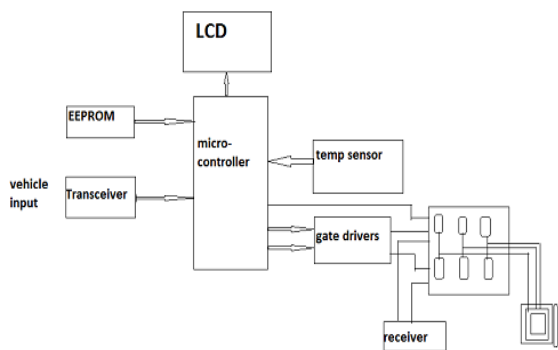 LCD
EEPROM
micro-
controller
temp sensor
vehicle
input
Transceiver
gate drivers
receiver